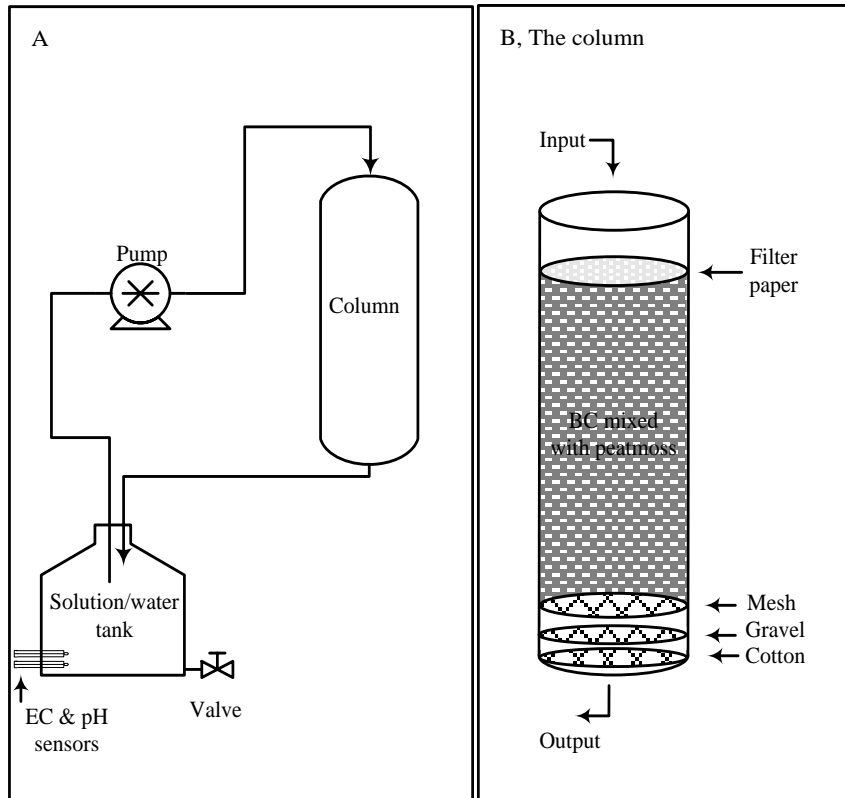 A
Pump
Column
Solution/water
tank
EC & pH
sensors
Valve
B, The column
Input
Filter
paper
BC mixed
with peatmoss
Mesh
Gravel
Cotton
Output